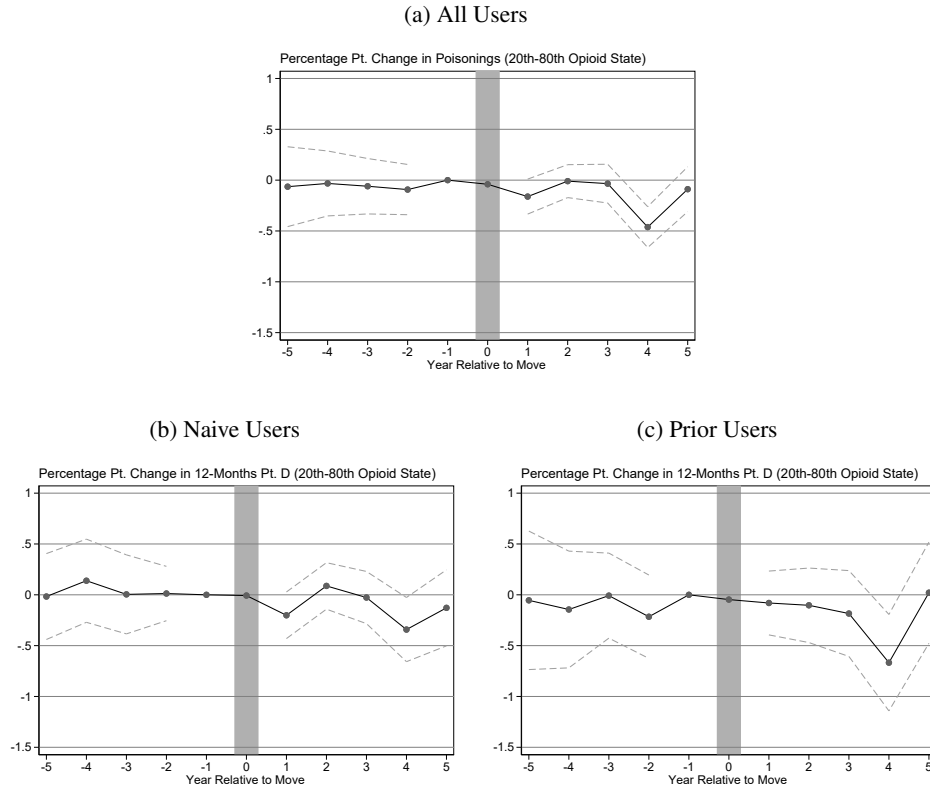 (a) All Users
Percentage Pt. Change in Poisonings (20th-80th Opioid State)
1
.5
0
-.5
-1
-1.5
-5 -4 -3 -2 -1 0 1 2 3 4 5
Year Relative to Move
(b) Naive Users
Percentage Pt. Change in 12-Months Pt. D (20th-80th Opioid State)
1
.5
0
-.5
-1
-1.5
-5 -4 -3 -2 -1 0 1 2 3 4 5
Year Relative to Move
(c) Prior Users
Percentage Pt. Change in 12-Months Pt. D (20th-80th Opioid State)
1
.5
0
-.5
-1
-1.5
-5 -4 -3 -2 -1 0 1 2 3 4 5
Year Relative to Move